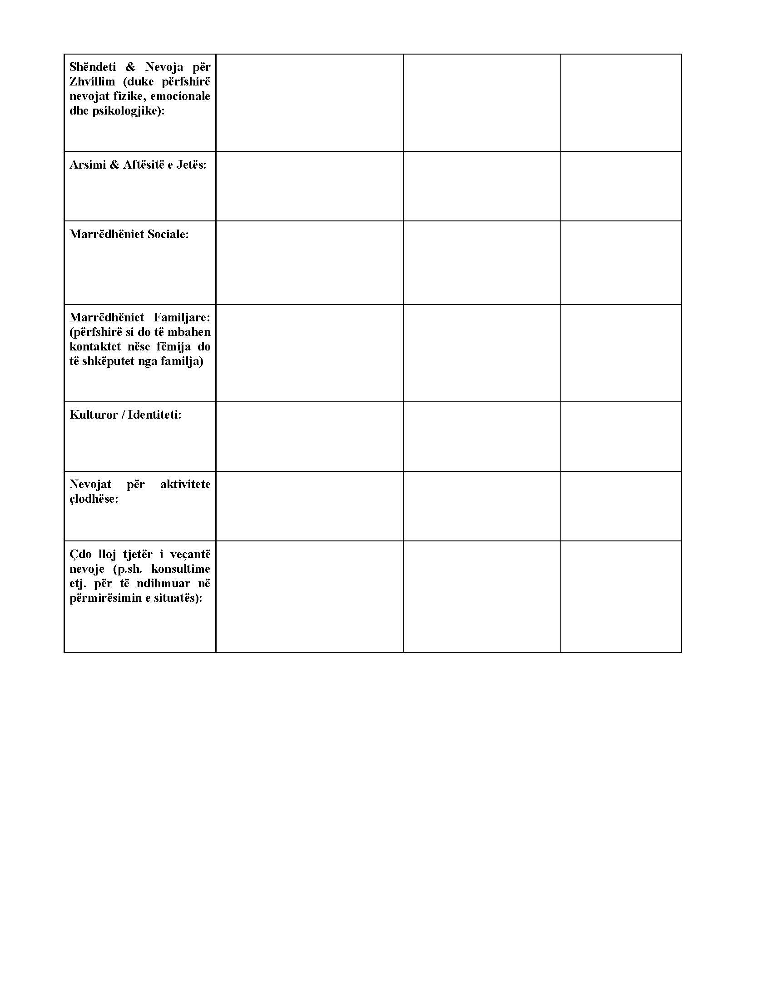 Shëndeti & Nevoja për
Zhvillim (duke përfshirë
nevojat fizike, emocionale
dhe psikologjike):
Arsimi & Aftësitë e Jetës:
Marrëdhëniet Sociale:
Marrëdhëniet Familjare:
(përfshirë si do të mbahen
kontaktet nëse fëmija do
të shkëputet nga familja)
Kulturor / Identiteti:
Nevojat për aktivitete
çlodhëse:
Çdo lloj tjetër i veçantë
nevoje (p.sh. konsultime
etj. për të ndihmuar në
përmirësimin e situatës):